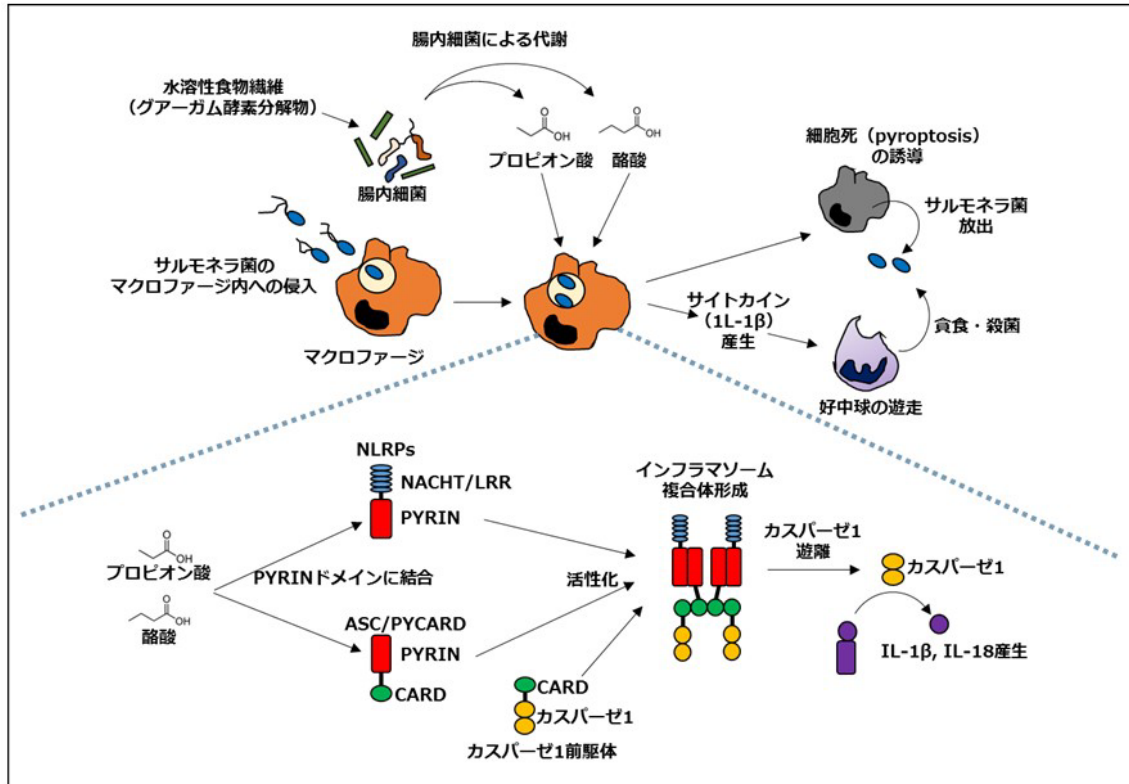 腸内細菌による代謝
水溶性食物繊維
（グアーガム酵素分解物）
O
OH
O
OH
プロピオン酸
酪酸
腸内細菌
細胞死（pyroptosis）
の誘導
サルモネラ菌
放出
サルモネラ菌の
マクロファージ内への侵入
サイトカイン
（1L-1β）
産生
貪食・殺菌
マクロファージ
好中球の遊走
NLRPs
NACHT/LRR
PYRIN
インフラマソーム
複合体形成
カスパーゼ1
遊離
カスパーゼ1
O
OH
プロピオン酸
PYRINドメインに結合
活性化
O
OH
酪酸
ASC/PYCARD
PYRIN
CARD
CARD
カスパーゼ1
カスパーゼ1前駆体
IL-1β, IL-18産生